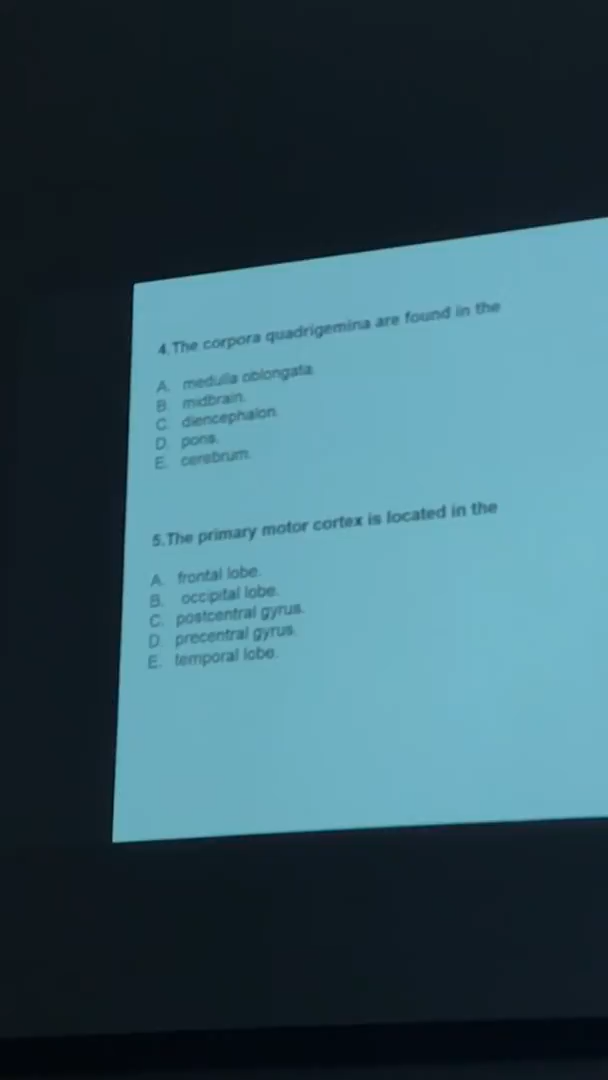 4.The corpora quadrigemina are found in the
A. medulla oblongata.
B. midbrain.
C. diencephalon.
D. pons.
E. cerebrum.
5.The primary motor cortex is located in the
A. frontal lobe.
B. occipital lobe.
C. postcentral gyrus.
D. precentral gyrus.
E. temporal lobe.